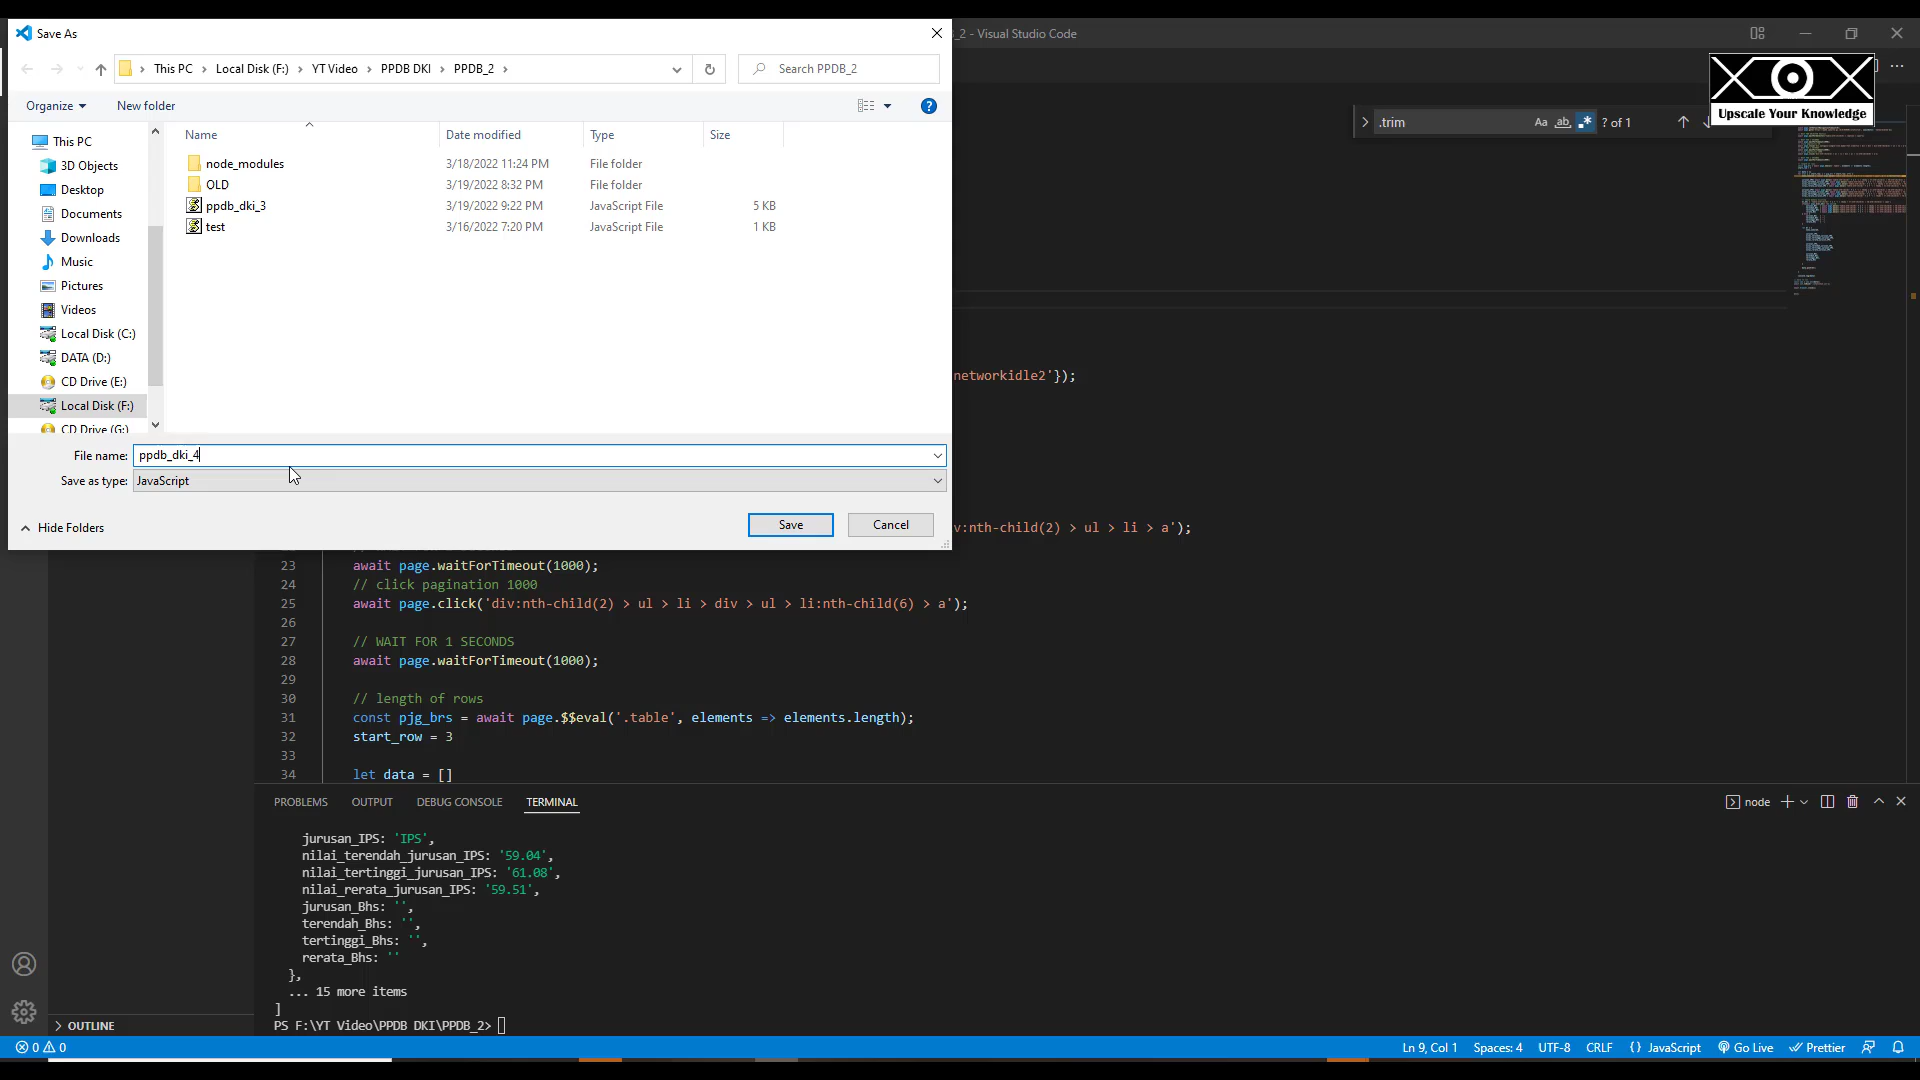 Save As
_2 - Visual Studio Code
This PC
Local Disk (F:)
YT Video
PPDB DKI
PPDB_2
Search PPDB_2
Upscale Your Knowledge
Organize
New folder
.trim
Aa
ab
? of 1
Name
Date modified
Type
Size
This PC
3D Objects
Desktop
Documents
Downloads
Music
Pictures
Videos
Local Disk (C:)
DATA (D:)
CD Drive (E:)
Local Disk (F:)
CD Drive (G:)
node_modules 3/18/2022 11:24 PM File folder
OLD 3/19/2022 8:32 PM File folder
ppdb_dki_3 3/19/2022 9:22 PM JavaScript File 5 KB
test 3/16/2022 7:20 PM JavaScript File 1 KB
File name: ppdb_dki_4
Save as type: JavaScript
Hide Folders
Save
Cancel
networkidle2'});
v:nth-child(2) > ul > li > a');
23 await page.waitForTimeout(1000);
24 // click pagination 1000
25 await page.click('div:nth-child(2) > ul > li > div > ul > li:nth-child(6) > a');
26
27 // WAIT FOR 1 SECONDS
28 await page.waitForTimeout(1000);
29
30 // length of rows
31 const pjg_brs = await page.$$eval('.table', elements => elements.length);
32 start_row = 3
33
34 let data = []
PROBLEMS OUTPUT DEBUG CONSOLE TERMINAL
node
jurusan_IPS: 'IPS',
nilai_terendah_jurusan_IPS: '59.04',
nilai_tertinggi_jurusan_IPS: '61.08',
nilai_rerata_jurusan_IPS: '59.51',
jurusan_Bhs: '',
terendah_Bhs: '',
tertinggi_Bhs: '',
rerata_Bhs: ''
},
... 15 more items
]
PS F:\YT Video\PPDB DKI\PPDB_2>
OUTLINE
0 0
Ln 9, Col 1
Spaces: 4
UTF-8
CRLF
{ } JavaScript
Go Live
Prettier